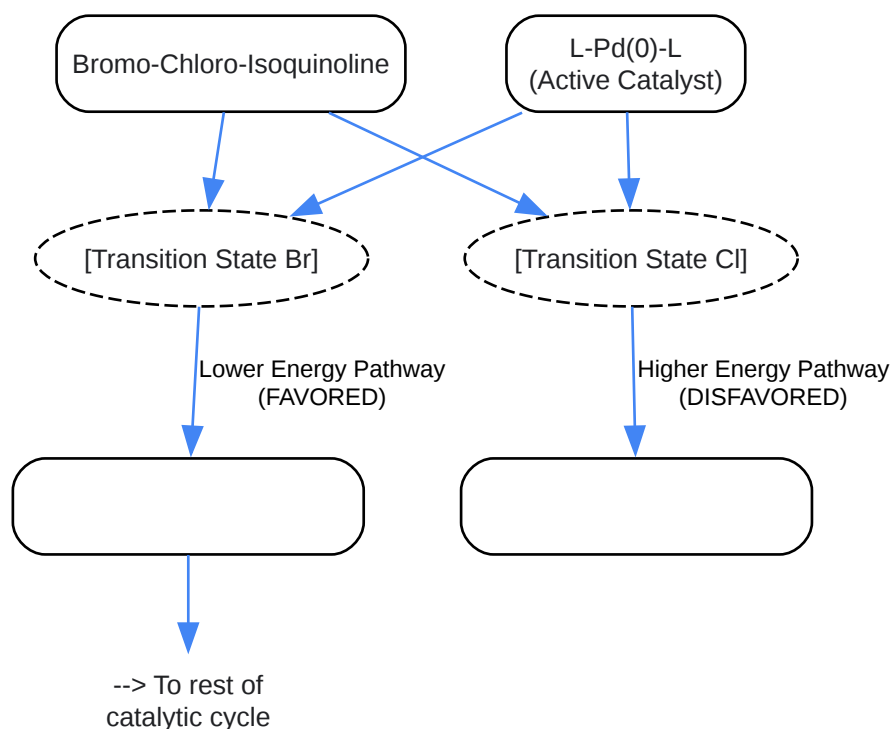 Bromo-Chloro-Isoquinoline
L-Pd(0)-L
(Active Catalyst)
[Transition State Br]
[Transition State Cl]
Lower Energy Pathway
(FAVORED)
Higher Energy Pathway
(DISFAVORED)
--> To rest of
catalytic cycle